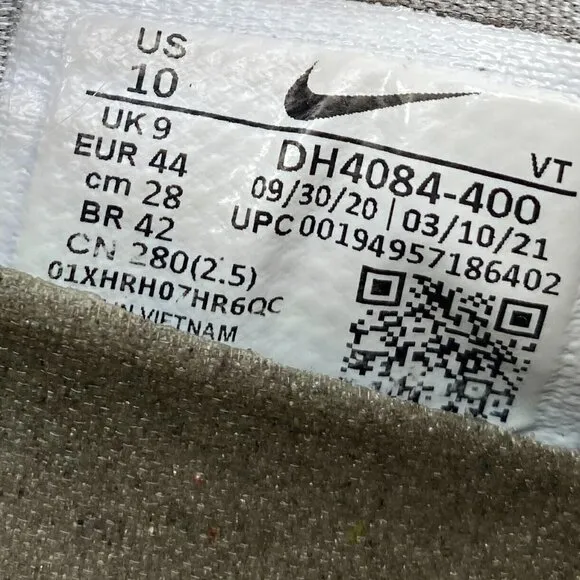 US
10
UK 9
EUR 44
cm 28
BR 42
CN 280(2.5)
01XHRH07HR6QC
IN VIETNAM
VT
DH4084-400
09/30/20 | 03/10/21
UPC 00194957186402